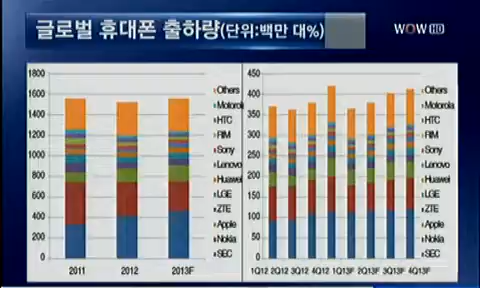 글로벌 휴대폰 출하량(단위:백만 대%)
WOW HD
1800
1600
1400
1200
1000
800
600
400
200
0
2011 2012 2013F
Others
Motorola
HTC
RIM
Sony
Lenovo
Huawei
LGE
ZTE
Apple
Nokia
SEC
450
400
350
300
250
200
150
100
50
0
1Q12 2Q12 3Q12 4Q12 1Q13F 2Q13F 3Q13F 4Q13F
Others
Motorola
HTC
RIM
Sony
Lenovo
Huawei
LGE
ZTE
Apple
Nokia
SEC